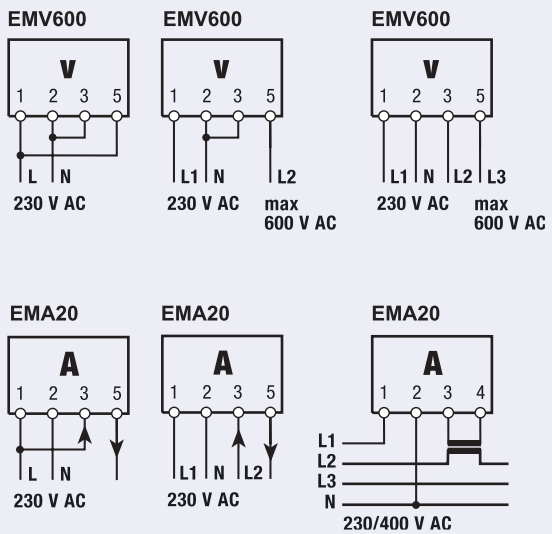 EMV600 EMV600 EMV600
V V V
1 2 3 5 1 2 3 5 1 2 3 5
L N L1 N L2 L1 N L2 L3
230 V AC 230 V AC max 230 V AC max
600 V AC 600 V AC
EMA20 EMA20 EMA20
A A A
1 2 3 5 1 2 3 5 1 2 3 4
L1
L2
L N L1 N L2 L3
230 V AC 230 V AC N
230/400 V AC